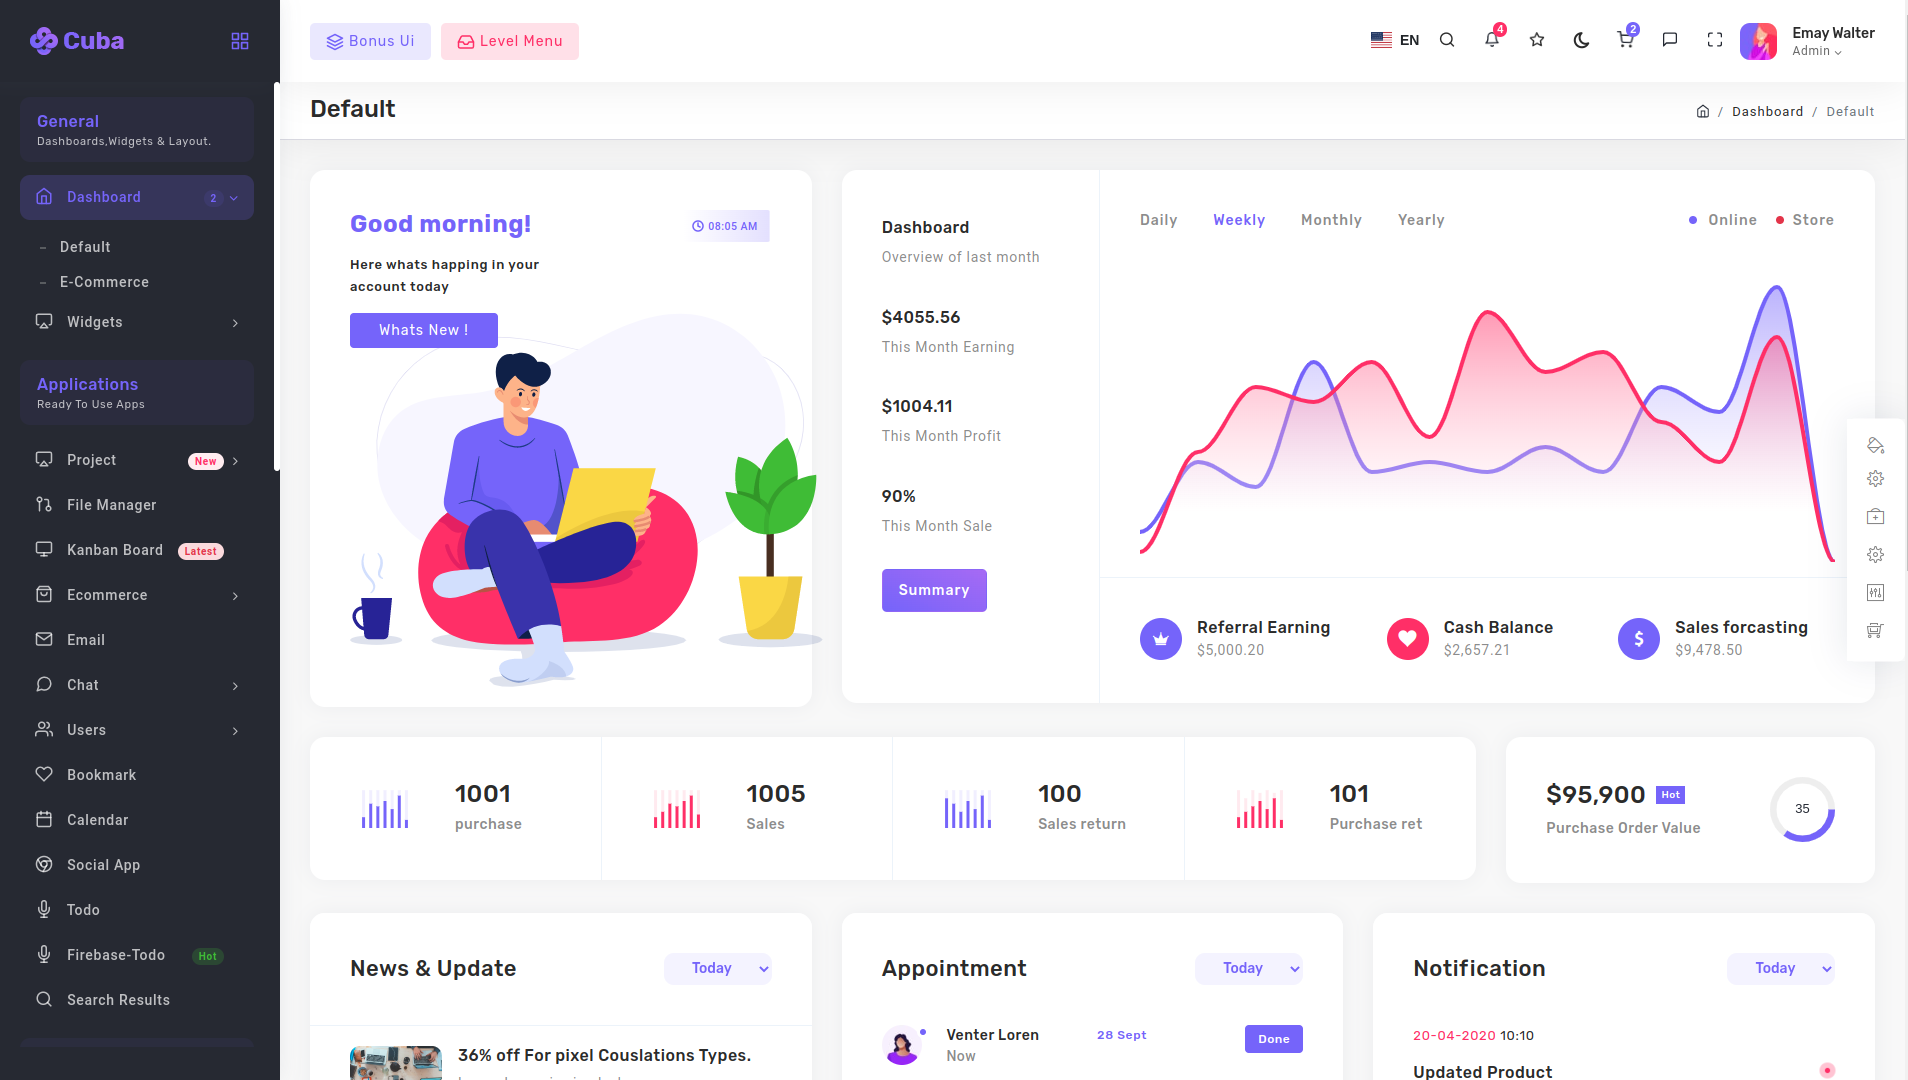 Cuba
Bonus Ui
Level Menu
EN
4
2
Emay Walter
Admin
General
Dashboards,Widgets & Layout.
Dashboard
2
Default
E-Commerce
Widgets
Applications
Ready To Use Apps
Project
New
File Manager
Kanban Board
Latest
Ecommerce
Email
Chat
Users
Bookmark
Calendar
Social App
Todo
Firebase-Todo
Hot
Search Results
Default
/ Dashboard / Default
Good morning!
08:05 AM
Here whats happing in your
account today
Whats New !
Dashboard
Overview of last month
$4055.56
This Month Earning
$1004.11
This Month Profit
90%
This Month Sale
Summary
Daily
Weekly
Monthly
Yearly
Online
Store
Referral Earning
$5,000.20
Cash Balance
$2,657.21
Sales forcasting
$9,478.50
1001
purchase
1005
Sales
100
Sales return
101
Purchase ret
$95,900
Hot
Purchase Order Value
35
News & Update
Today
36% off For pixel Couslations Types.
Appointment
Today
Venter Loren
Now
28 Sept
Done
Notification
Today
20-04-2020 10:10
Updated Product